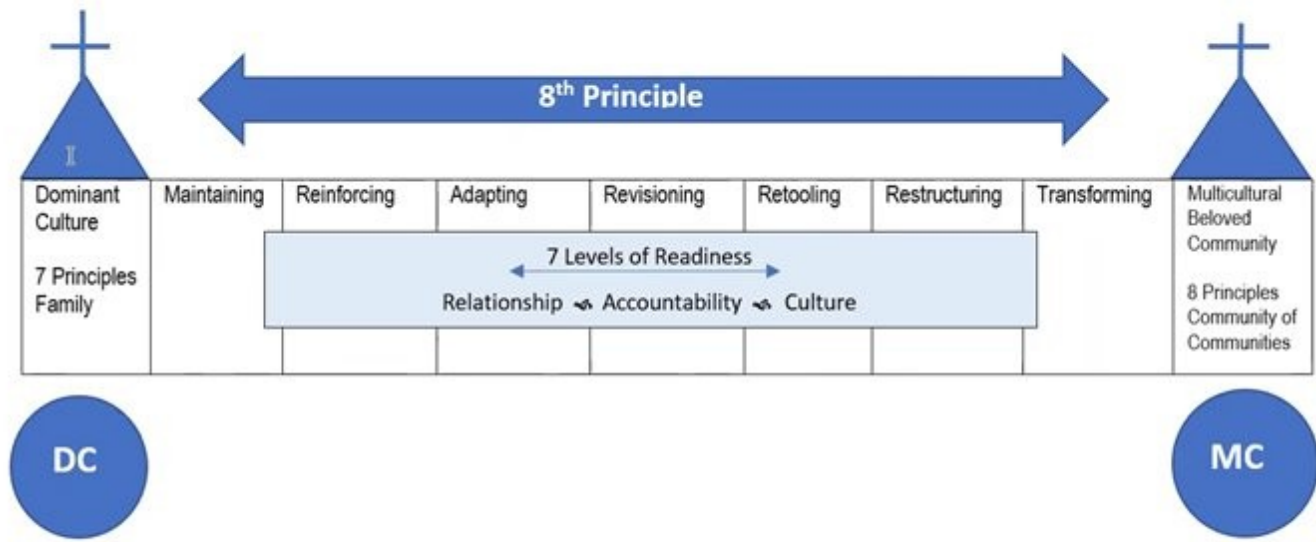 8th Principle
Dominant
Culture
7 Principles
Family
Maintaining
Reinforcing
Adapting
Revisioning
Retooling
Restructuring
Transforming
Multicultural
Beloved
Community
8 Principles
Community of
Communities
7 Levels of Readiness
Relationship Accountability Culture
DC
MC